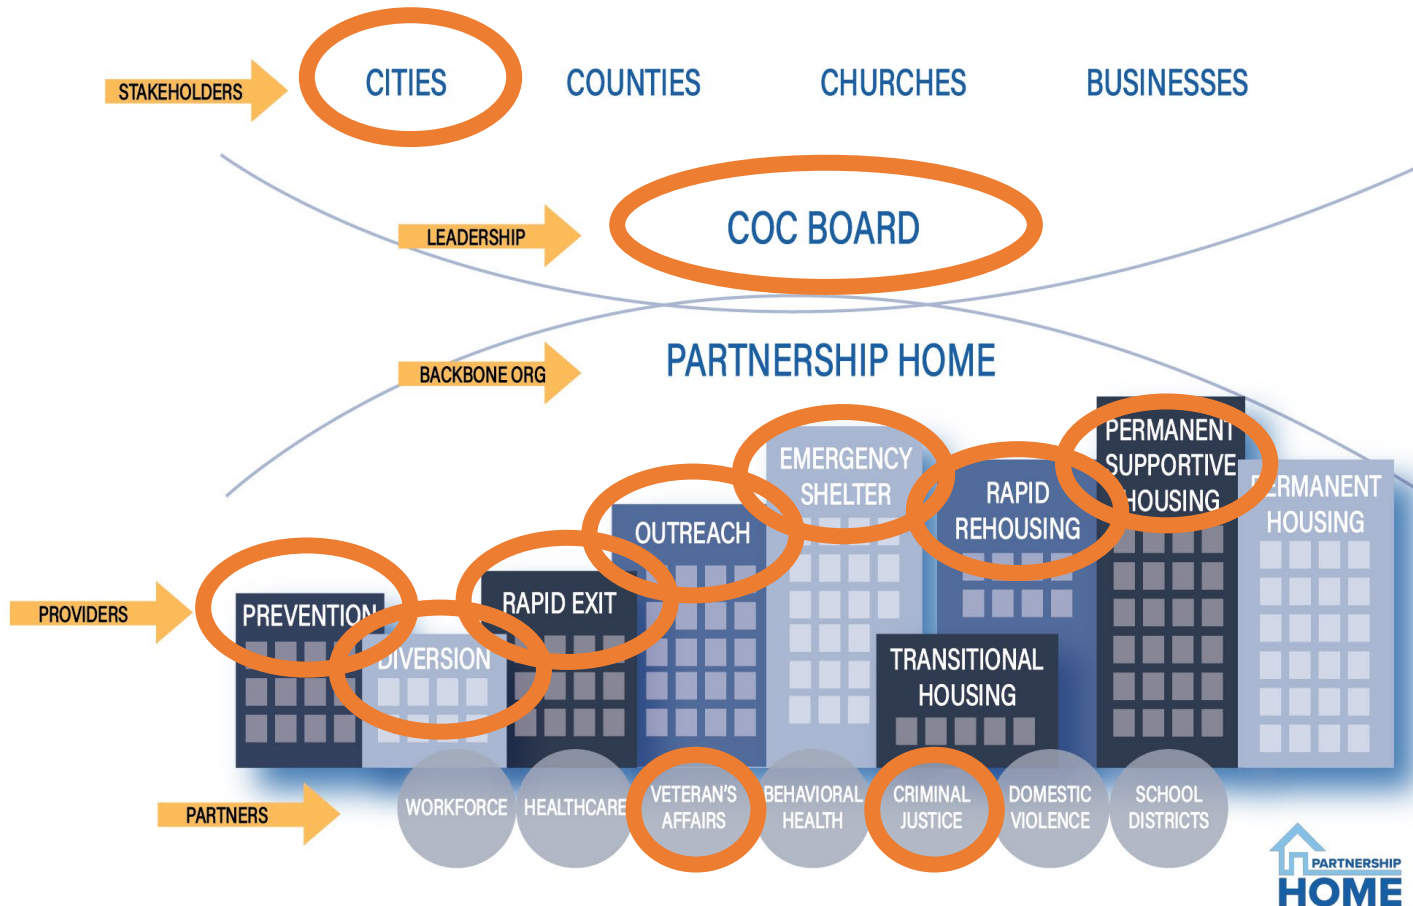 STAKEHOLDERS
CITIES
COUNTIES
CHURCHES
BUSINESSES
LEADERSHIP
COC BOARD
BACKBONE ORG
PARTNERSHIP HOME
PROVIDERS
PREVENTION
DIVERSION
RAPID EXIT
OUTREACH
EMERGENCY
SHELTER
TRANSITIONAL
HOUSING
RAPID
REHOUSING
PERMANENT
SUPPORTIVE
HOUSING
PERMANENT
HOUSING
PARTNERS
WORKFORCE
HEALTHCARE
VETERAN'S
AFFAIRS
BEHAVIORAL
HEALTH
CRIMINAL
JUSTICE
DOMESTIC
VIOLENCE
SCHOOL
DISTRICTS
PARTNERSHIP
HOME